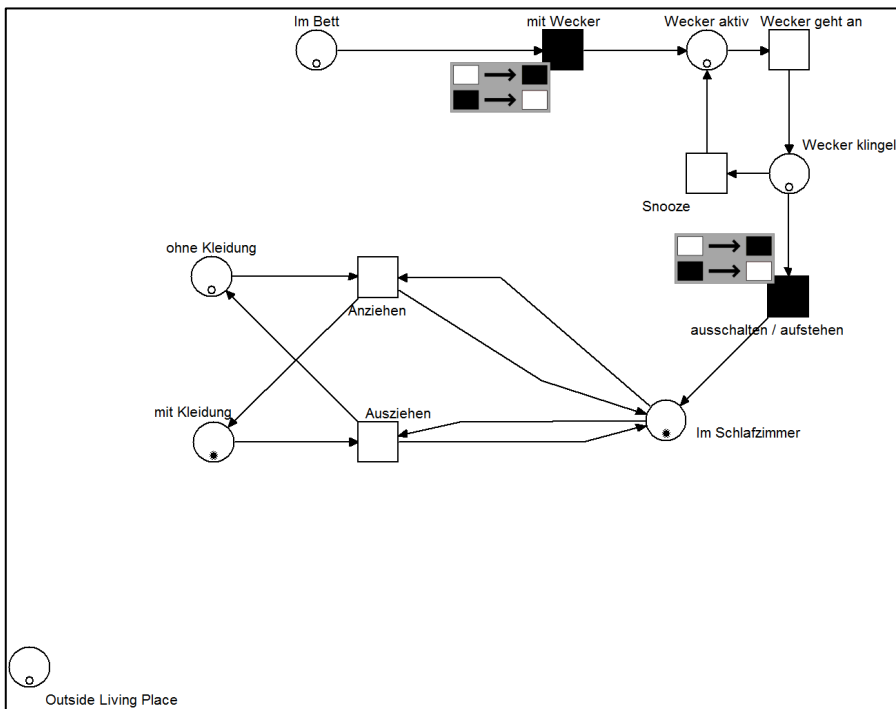 Im Bett
mit Wecker
Wecker aktiv
Wecker geht an
Wecker klingel
Snooze
ohne Kleidung
Anziehen
ausschalten / aufstehen
mit Kleidung
Ausziehen
Im Schlafzimmer
Outside Living Place